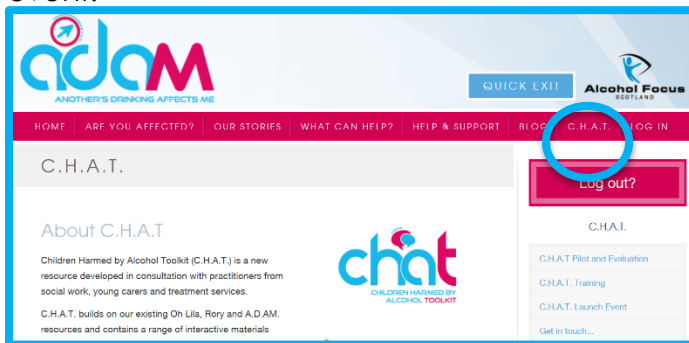 adam
ANOTHER'S DRINKING AFFECTS ME
QUICK EXIT
Alcohol Focus
SCOTLAND
HOME ARE YOU AFFECTED? OUR STORIES WHAT CAN HELP? HELP & SUPPORT BLOG C.H.A.T. LOG IN
C.H.A.T.
Log out?
About C.H.A.T
Children Harmed by Alcohol Toolkit (C.H.A.T.) is a new
resource developed in consultation with practitioners from
social work, young carers and treatment services.
C.H.A.T. builds on our existing Oh Lila, Rory and A.D.A.M.
resources and contains a range of interactive materials
chat
CHILDREN HARMED BY
ALCOHOL TOOLKIT
C.H.A.T.
C.H.A.T Pilot and Evaluation
C.H.A.T. Training
C.H.A.T. Launch Event
Get in touch...